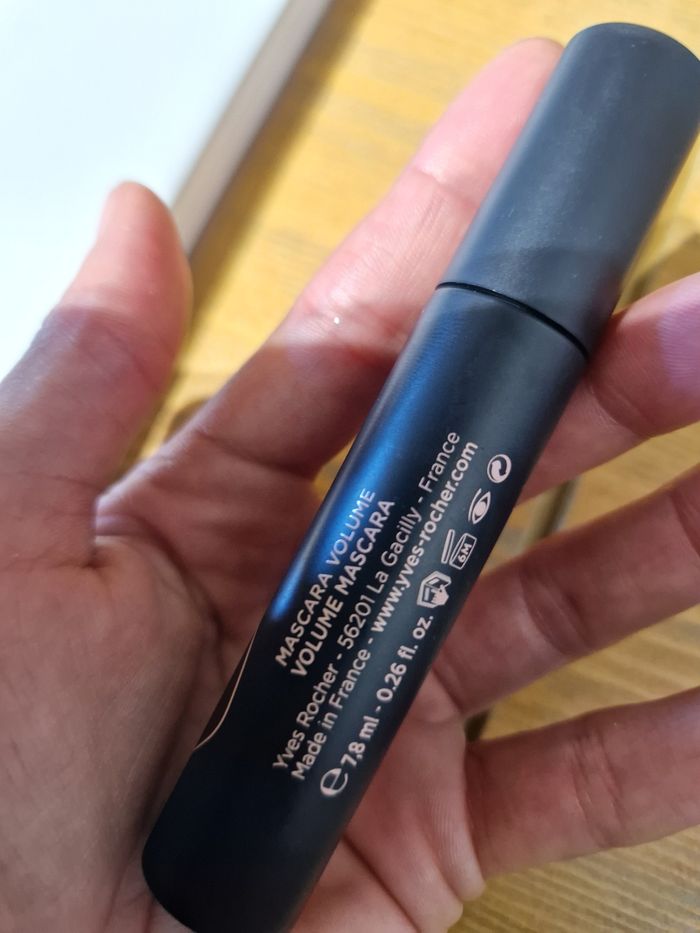 MASCARA VOLUME
VOLUME MASCARA
Yves Rocher - 56201 La Gacilly - France
Made in France - www.yves-rocher.com
℮ 7,8 ml - 0.26 fl. oz. 6M